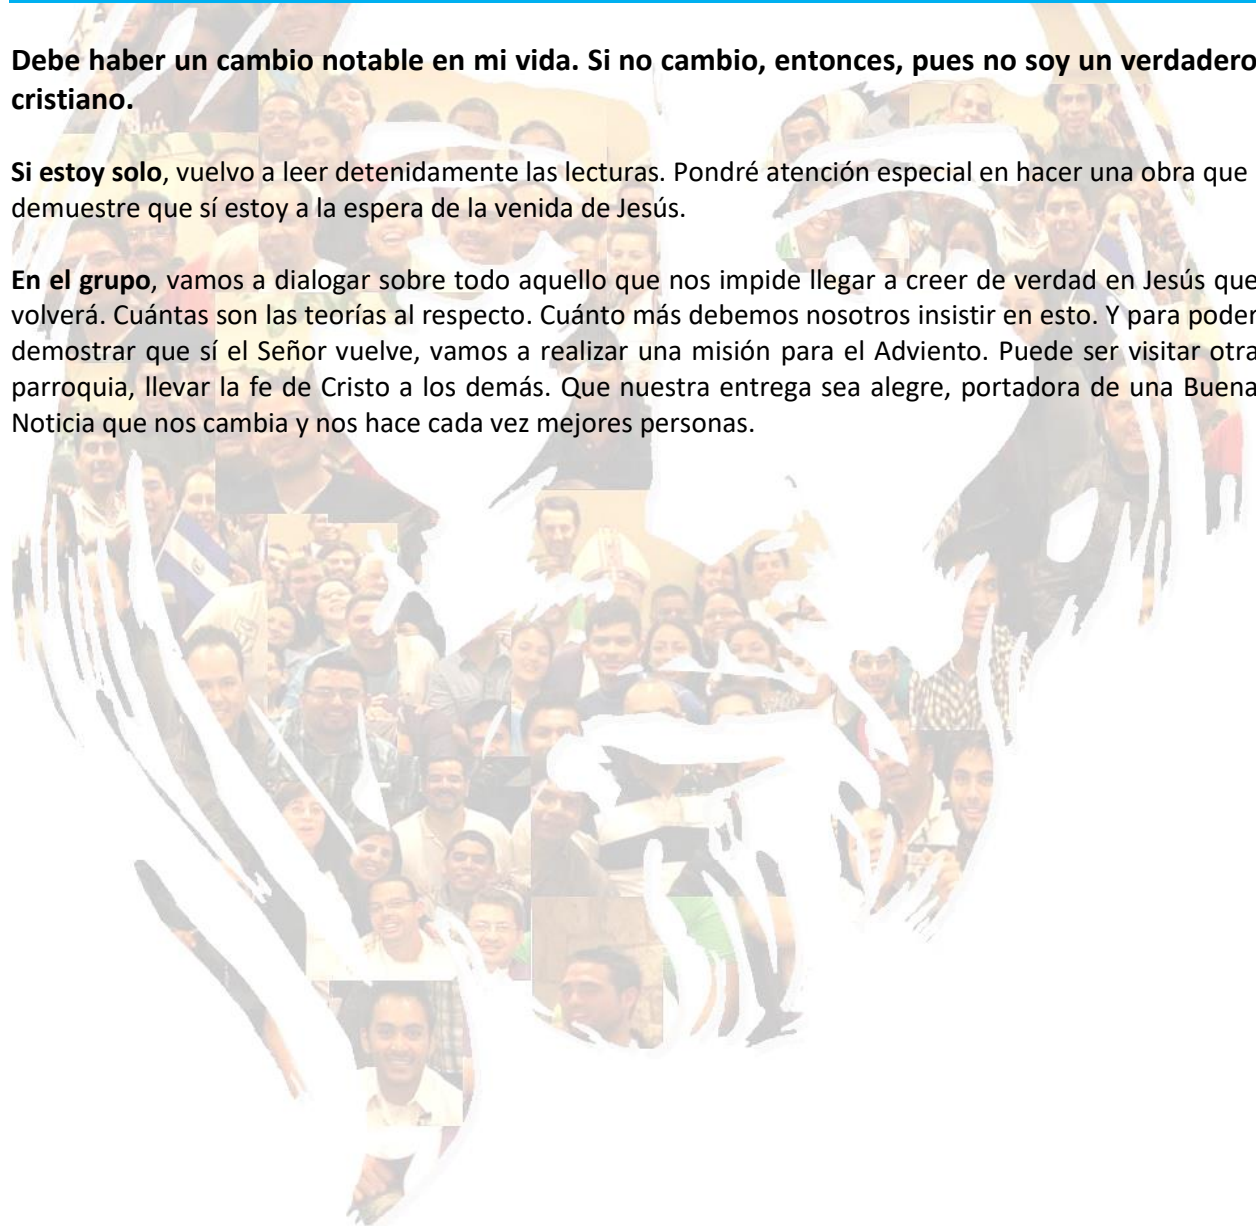 Debe haber un cambio notable en mi vida. Si no cambio, entonces, pues no soy un verdadero
cristiano.
Si estoy solo, vuelvo a leer detenidamente las lecturas. Pondré atención especial en hacer una obra que
demuestre que sí estoy a la espera de la venida de Jesús.
En el grupo, vamos a dialogar sobre todo aquello que nos impide llegar a creer de verdad en Jesús que
volverá. Cuántas son las teorías al respecto. Cuánto más debemos nosotros insistir en esto. Y para poder
demostrar que sí el Señor vuelve, vamos a realizar una misión para el Adviento. Puede ser visitar otra
parroquia, llevar la fe de Cristo a los demás. Que nuestra entrega sea alegre, portadora de una Buena
Noticia que nos cambia y nos hace cada vez mejores personas.